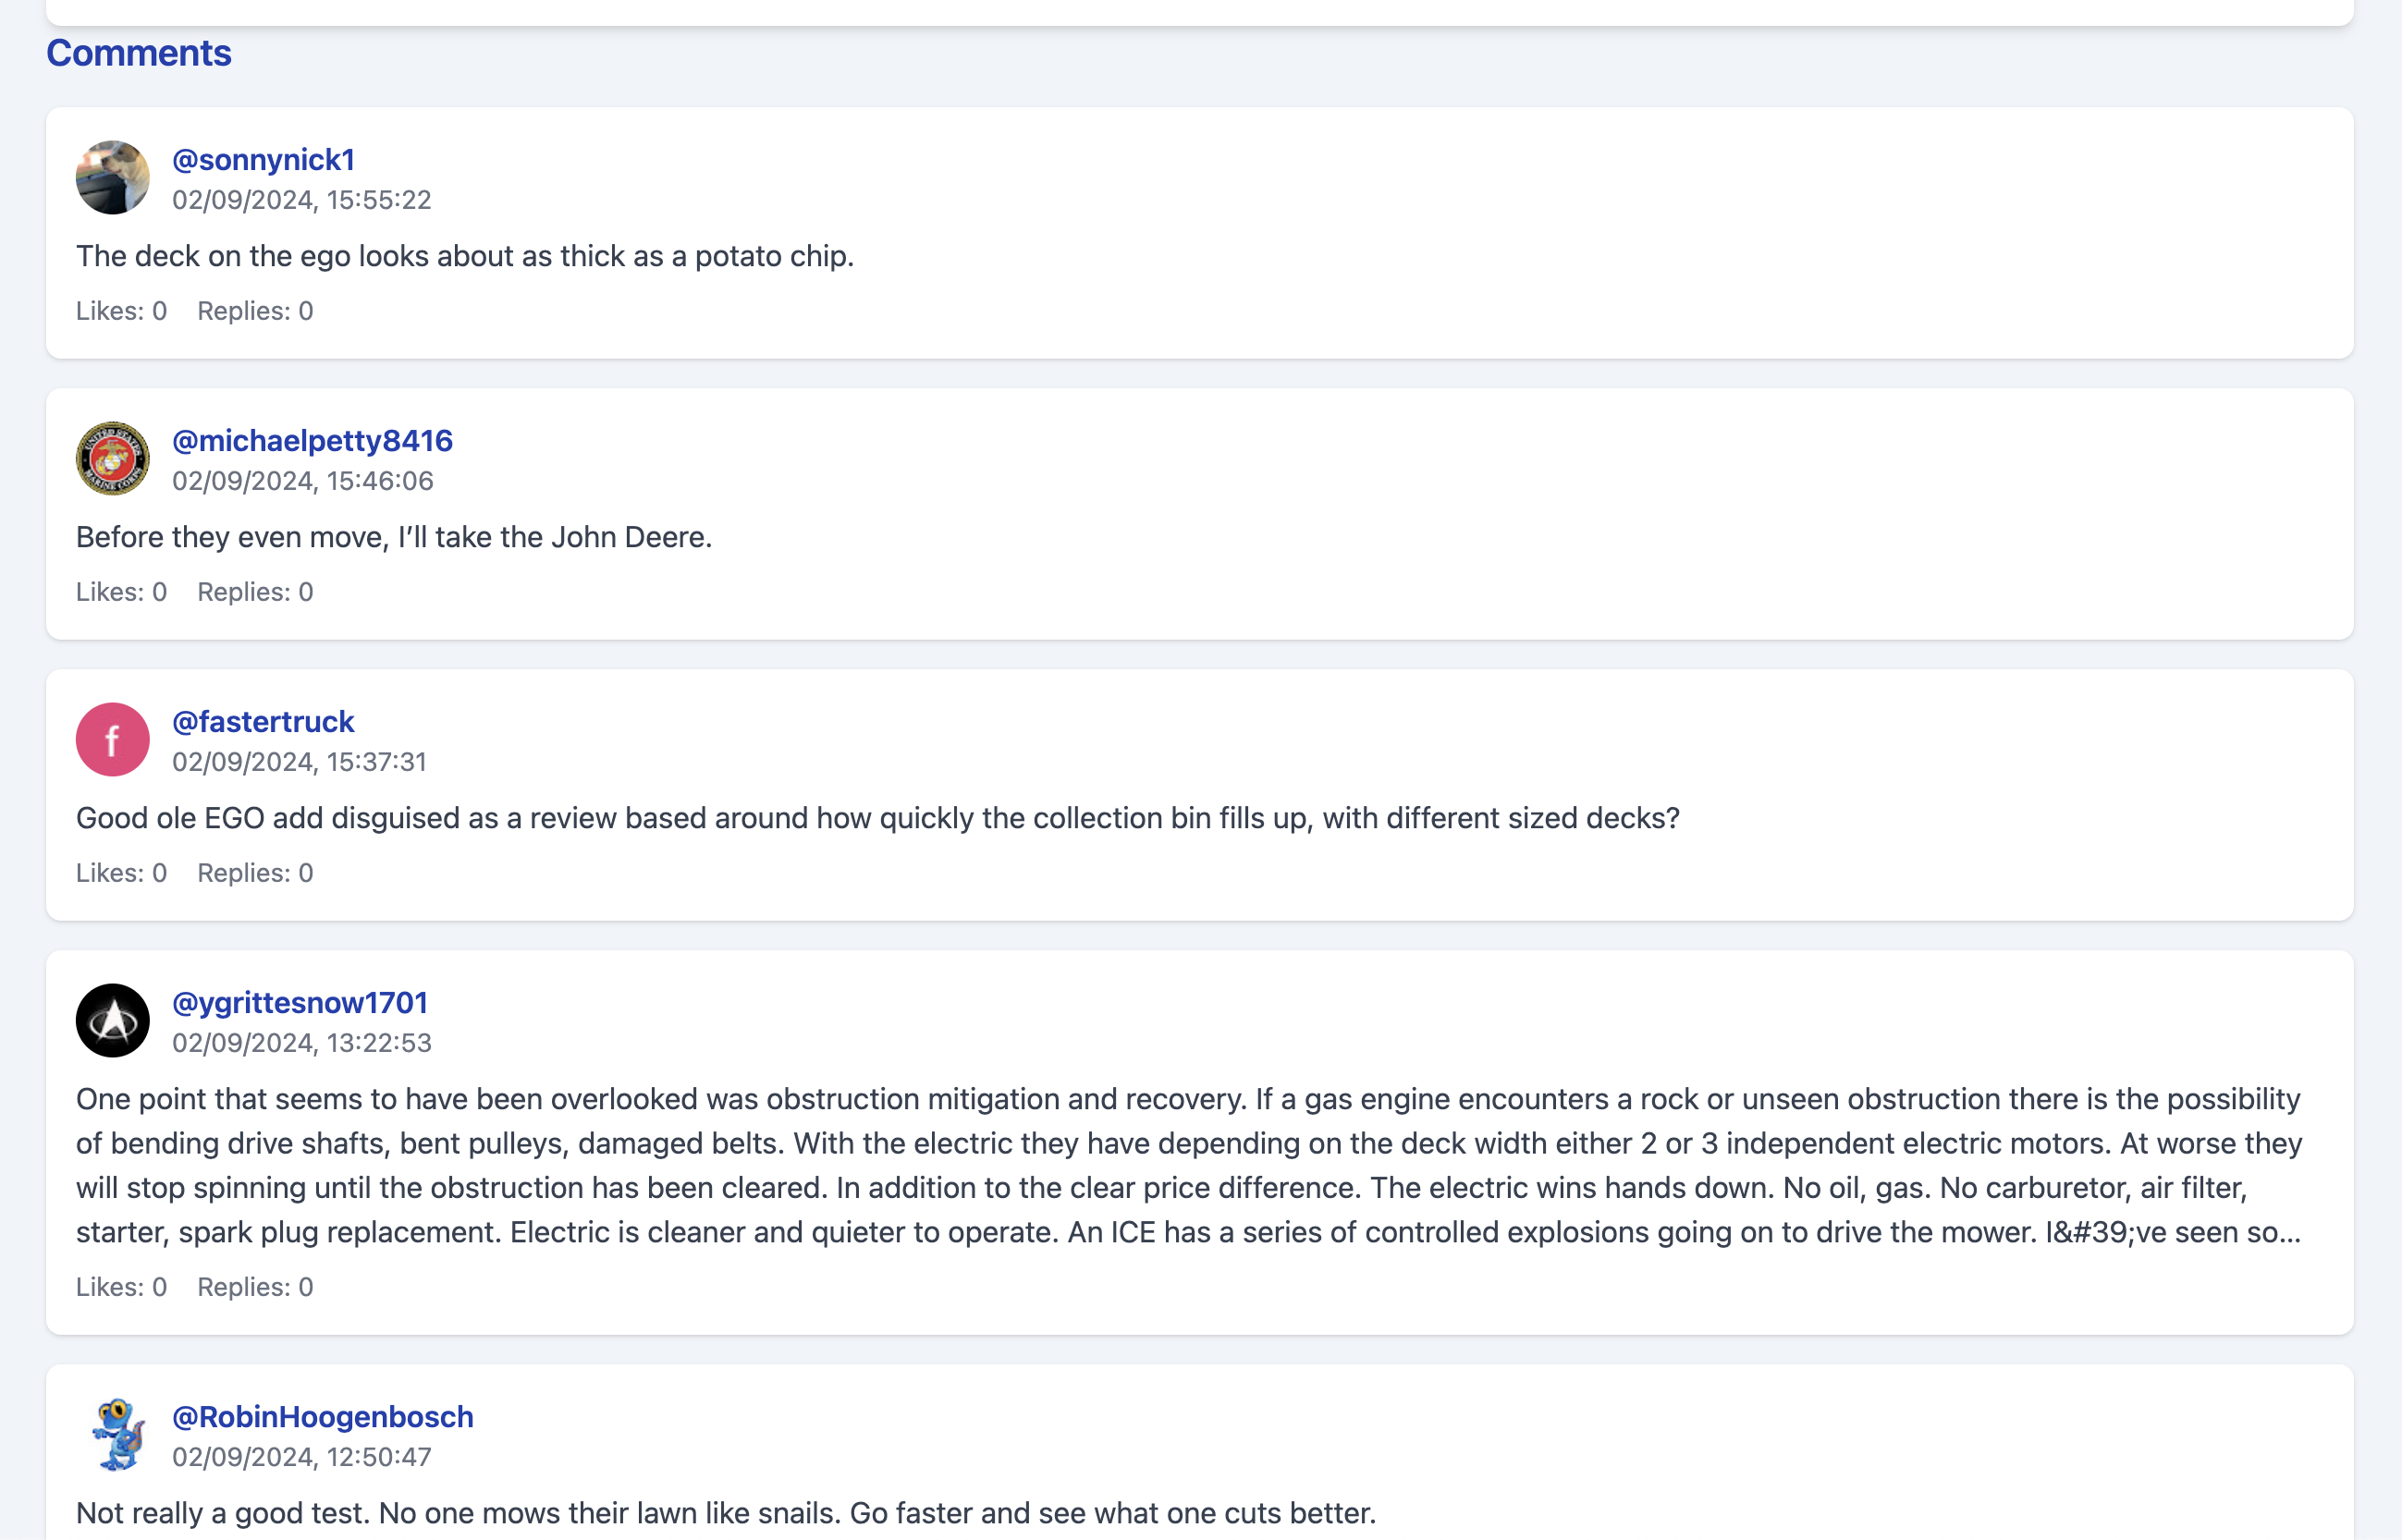 Comments
@sonnynick1
02/09/2024, 15:55:22
The deck on the ego looks about as thick as a potato chip.
Likes: 0 Replies: 0
UNITED STATES
MARINE CORPS
@michaelpetty8416
02/09/2024, 15:46:06
Before they even move, I’ll take the John Deere.
Likes: 0 Replies: 0
f
@fastertruck
02/09/2024, 15:37:31
Good ole EGO add disguised as a review based around how quickly the collection bin fills up, with different sized decks?
Likes: 0 Replies: 0
@ygrittesnow1701
02/09/2024, 13:22:53
One point that seems to have been overlooked was obstruction mitigation and recovery. If a gas engine encounters a rock or unseen obstruction there is the possibility
of bending drive shafts, bent pulleys, damaged belts. With the electric they have depending on the deck width either 2 or 3 independent electric motors. At worse they
will stop spinning until the obstruction has been cleared. In addition to the clear price difference. The electric wins hands down. No oil, gas. No carburetor, air filter,
starter, spark plug replacement. Electric is cleaner and quieter to operate. An ICE has a series of controlled explosions going on to drive the mower. I&#39;ve seen so...
Likes: 0 Replies: 0
@RobinHoogenbosch
02/09/2024, 12:50:47
Not really a good test. No one mows their lawn like snails. Go faster and see what one cuts better.